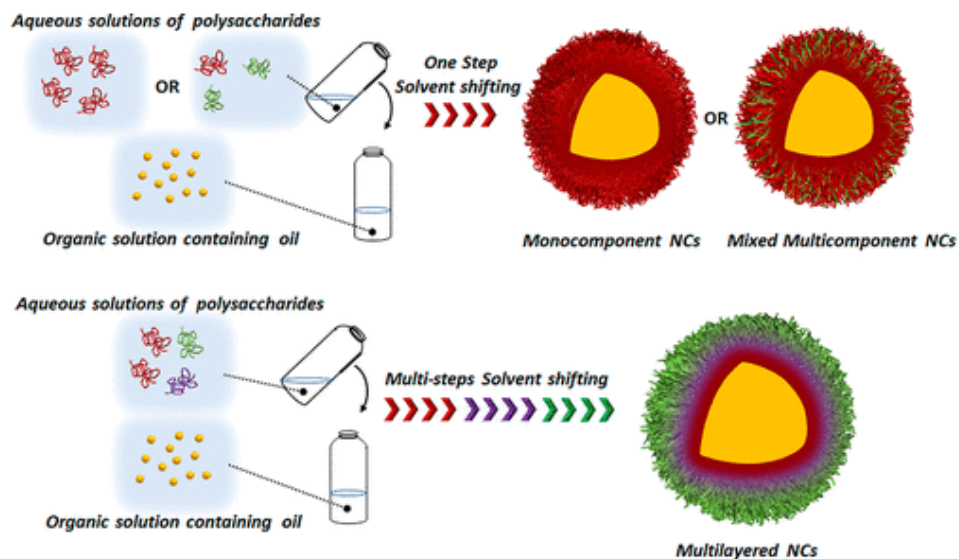 Aqueous solutions of polysaccharides
OR
One Step
Solvent shifting
OR
Organic solution containing oil
Monocomponent NCs
Mixed Multicomponent NCs
Aqueous solutions of polysaccharides
Multi-steps Solvent shifting
Organic solution containing oil
Multilayered NCs